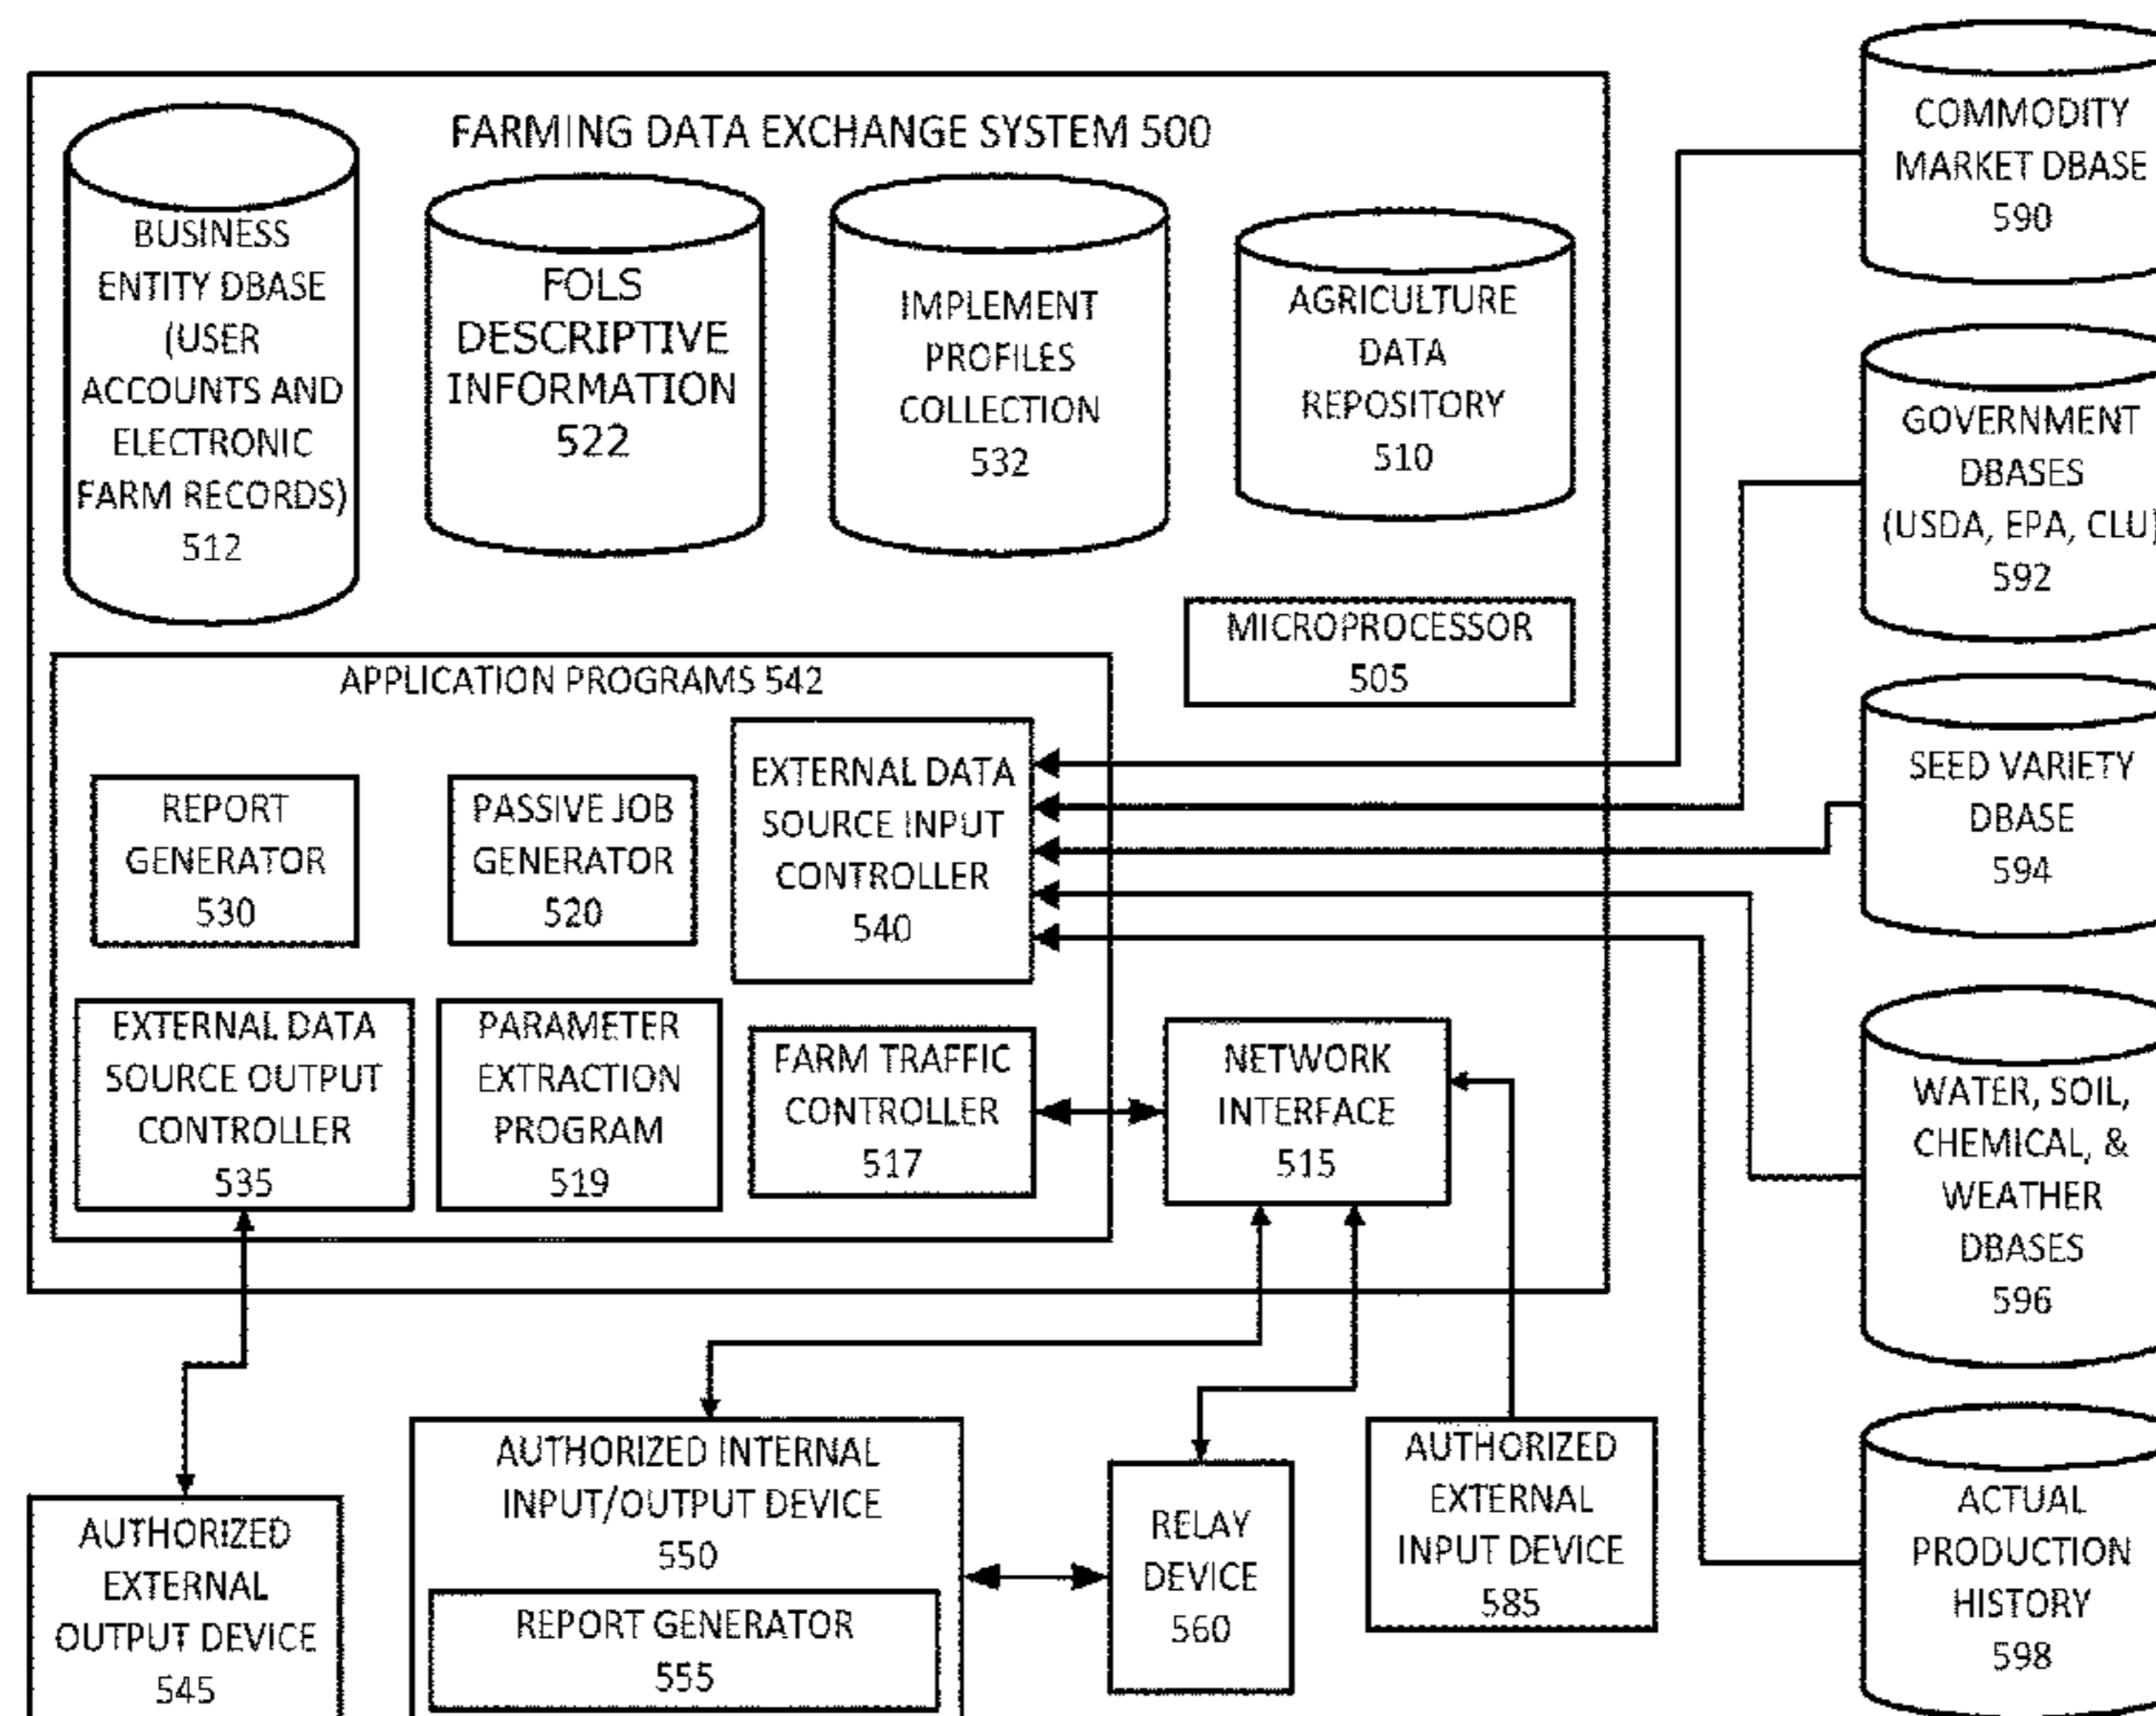 FARMING DATA EXCHANGE SYSTEM 500
BUSINESS
ENTITY DBASE
(USER
ACCOUNTS AND
ELECTRONIC
FARM RECORDS)
512
FOLS
DESCRIPTIVE
INFORMATION
522
IMPLEMENT
PROFILES
COLLECTION
532
AGRICULTURE
DATA
REPOSITORY
510
MICROPROCESSOR
505
APPLICATION PROGRAMS 542
REPORT
GENERATOR
530
PASSIVE JOB
GENERATOR
520
EXTERNAL DATA
SOURCE INPUT
CONTROLLER
540
EXTERNAL DATA
SOURCE OUTPUT
CONTROLLER
535
PARAMETER
EXTRACTION
PROGRAM
519
FARM TRAFFIC
CONTROLLER
517
NETWORK
INTERFACE
515
COMMODITY
MARKET DBASE
590
GOVERNMENT
DBASES
(USDA, EPA, CLU)
592
SEED VARIETY
DBASE
594
WATER, SOIL,
CHEMICAL, &
WEATHER
DBASES
596
ACTUAL
PRODUCTION
HISTORY
598
AUTHORIZED
EXTERNAL
OUTPUT DEVICE
545
AUTHORIZED INTERNAL
INPUT/OUTPUT DEVICE
550
REPORT GENERATOR
555
RELAY
DEVICE
560
AUTHORIZED
EXTERNAL
INPUT DEVICE
585